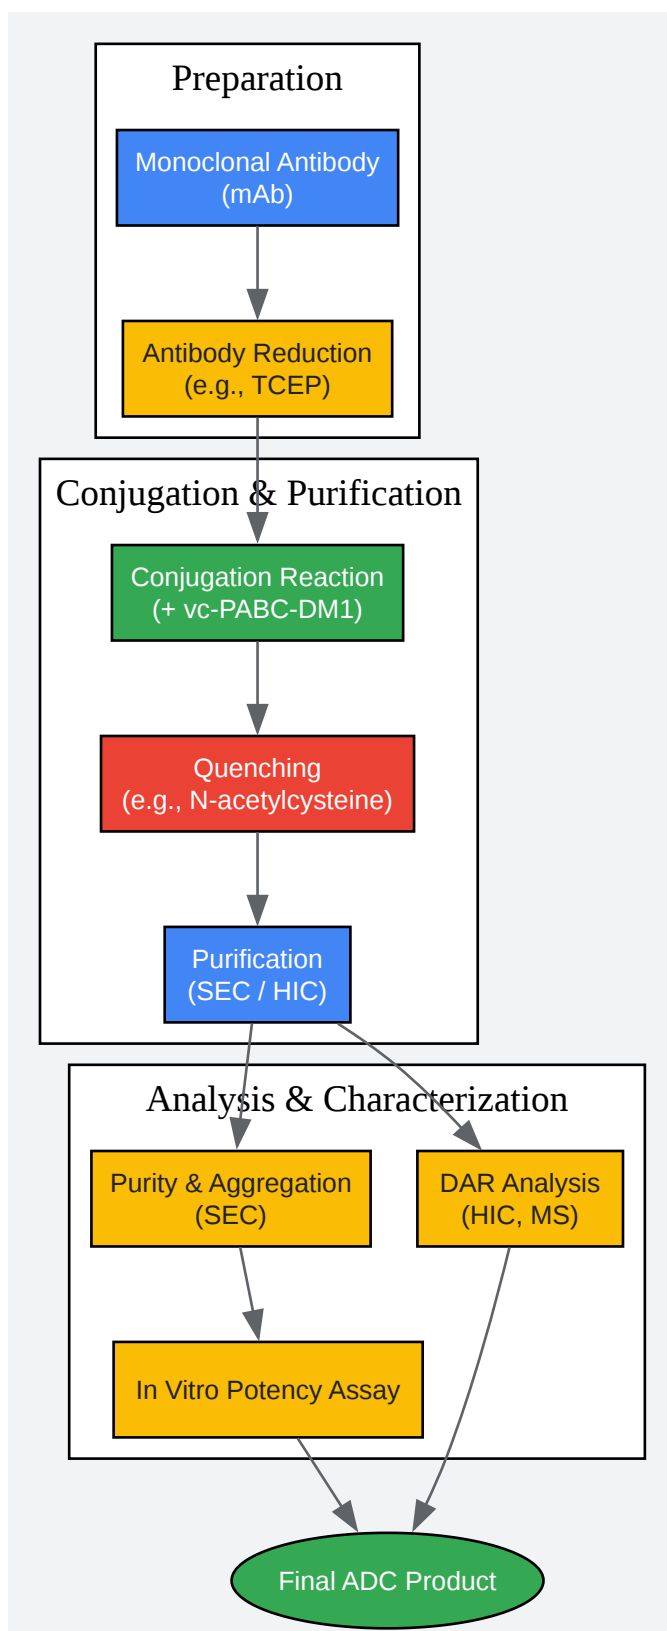 Preparation
Monoclonal Antibody
(mAb)
Antibody Reduction
(e.g., TCEP)
Conjugation & Purification
Conjugation Reaction
(+ vc-PABC-DM1)
Quenching
(e.g., N-acetylcysteine)
Purification
(SEC / HIC)
Analysis & Characterization
Purity & Aggregation
(SEC)
DAR Analysis
(HIC, MS)
In Vitro Potency Assay
Final ADC Product